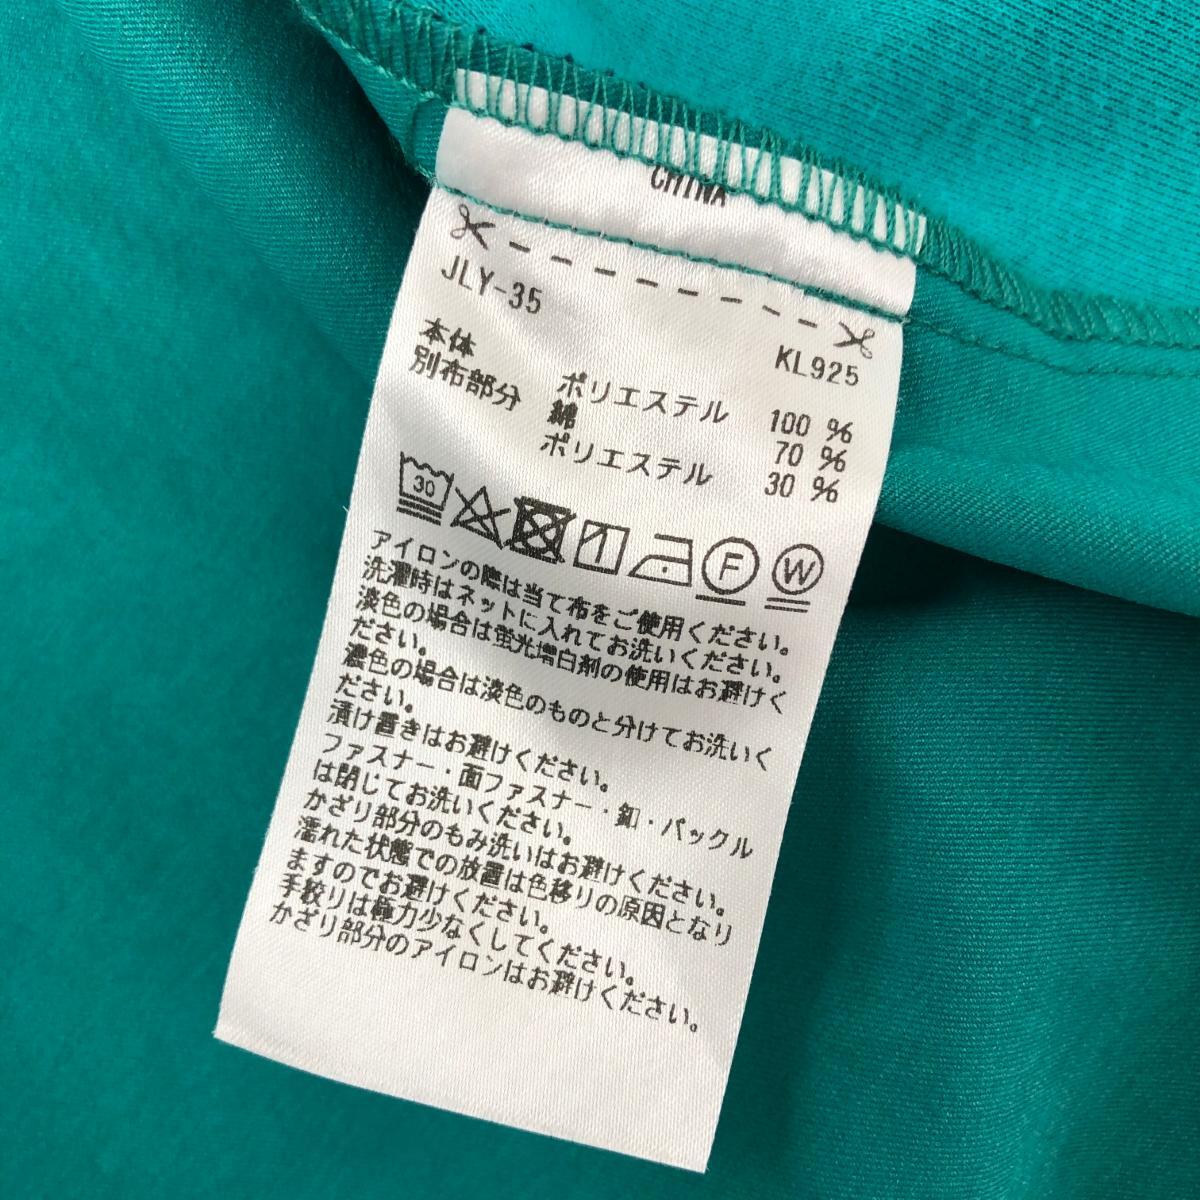 CHINA
JLY-35
KL925
本体 ポリエステル 100 %
別布部分 綿 70 %
ポリエステル 30 %
30 F W
アイロンの際は当て布をご使用ください。
洗濯時はネットに入れてお洗いください。
淡色の場合は蛍光増白剤の使用はお避けく
ださい。
濃色の場合は淡色のものと分けてお洗いく
ださい。
漬け置きはお避けください。
ファスナー・面ファスナー・釦・バックル
は閉じてお洗いください。
かざり部分のもみ洗いはお避けください。
濡れた状態での放置は色移りの原因となり
ますのでお避けください。
手絞りは極力少なくしてください。
かざり部分のアイロンはお避けください。